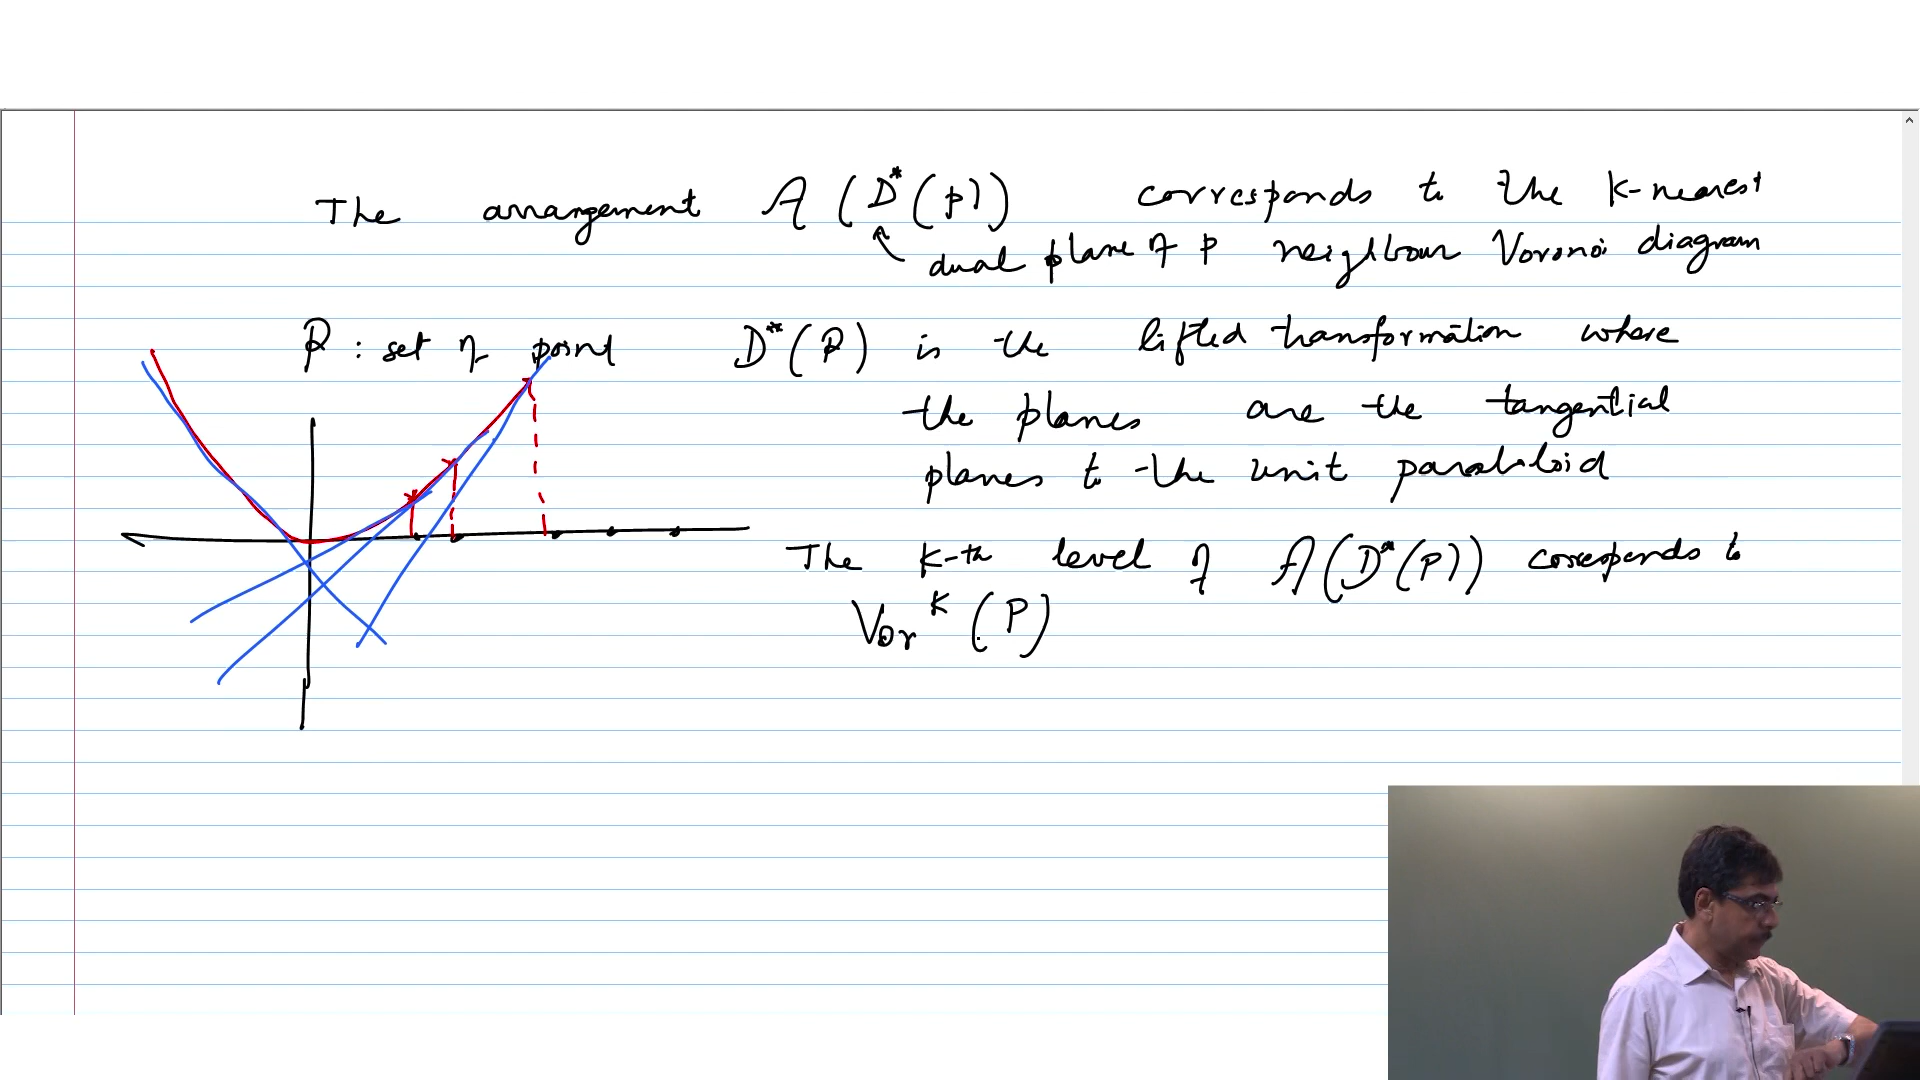 The arrangement A (D*(p)) corresponds to the K-nearest
dual plane of p neighbour Voronoi diagram
P : set of point D*(P) is the lifted transformation where
the planes are the tangential
planes to the unit paraboloid
The K-th level of A(D*(P)) corresponds to
Vor^K (P)